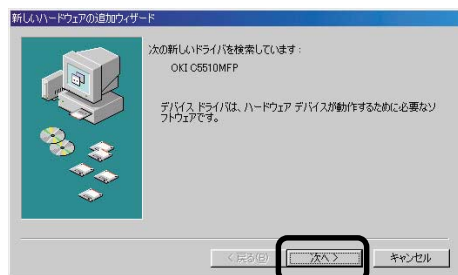 新しいハードウェアの追加ウィザード
次の新しいドライバを検索しています：
OKI C5510MFP
デバイス ドライバは、ハードウェア デバイスが動作するために必要なソ
フトウェアです。
< 戻る(B)
次へ >
キャンセル